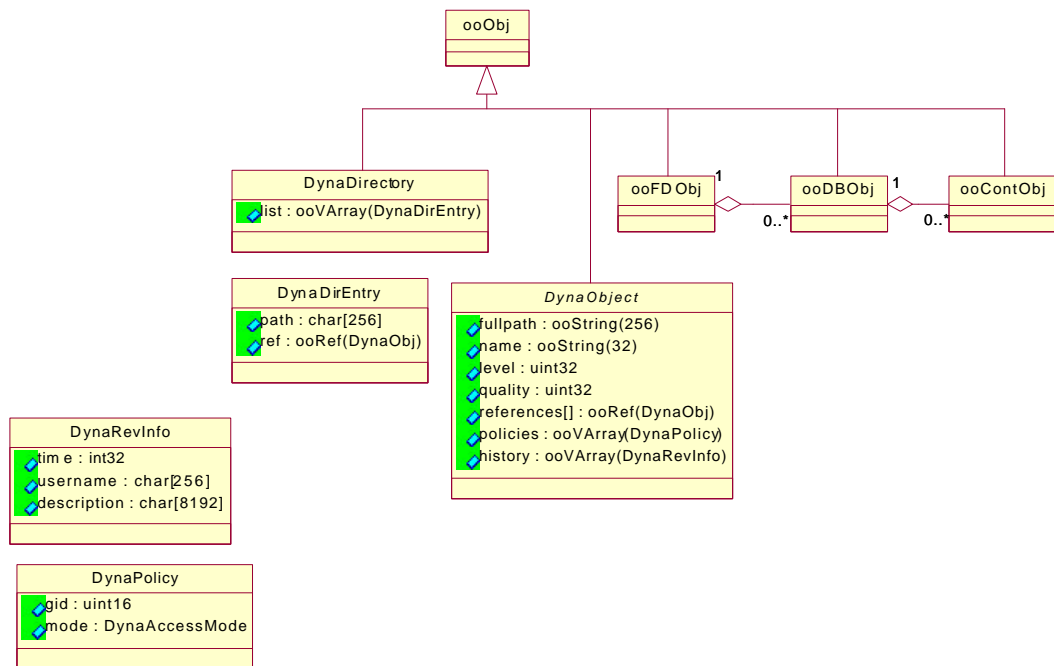 ooObj
DynaDirectory
list : ooVArray(DynaDirEntry)
ooFDObj
1
0..*
ooDBObj
1
0..*
ooContObj
DynaDirEntry
path : char[256]
ref : ooRef(DynaObj)
DynaObject
fullpath : ooString(256)
name : ooString(32)
level : uint32
quality : uint32
references[] : ooRef(DynaObj)
policies : ooVArray(DynaPolicy)
history : ooVArray(DynaRevInfo)
DynaRevInfo
time : int32
username : char[256]
description : char[8192]
DynaPolicy
gid : uint16
mode : DynaAccessMode